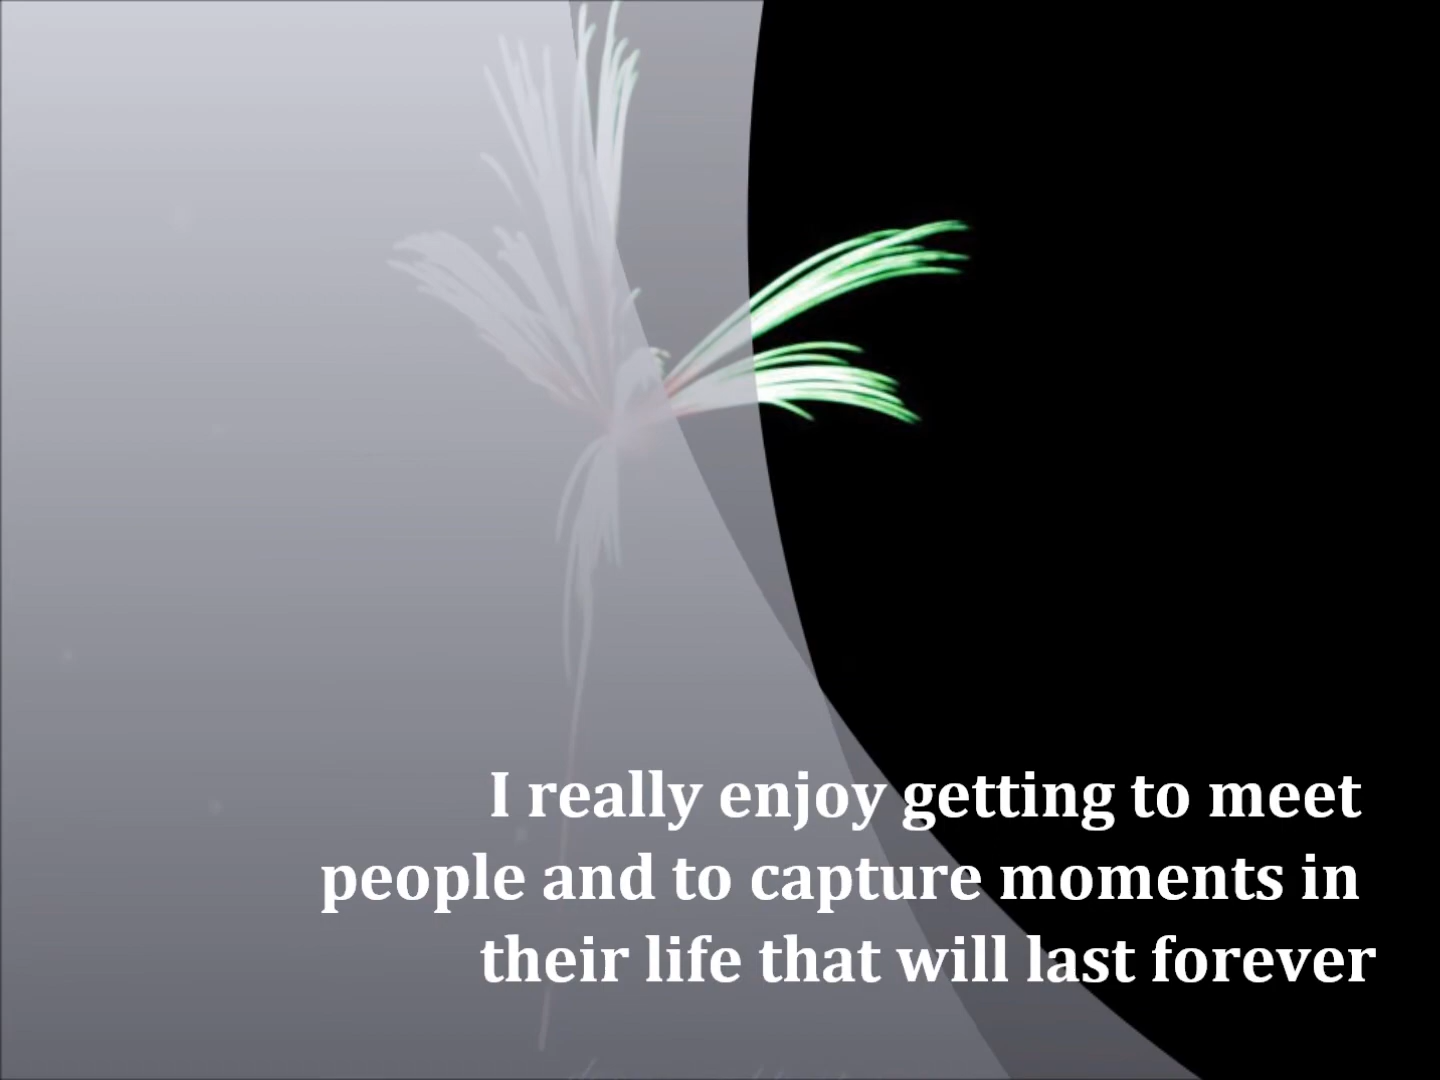 I really enjoy getting to meet
people and to capture moments in
their life that will last forever